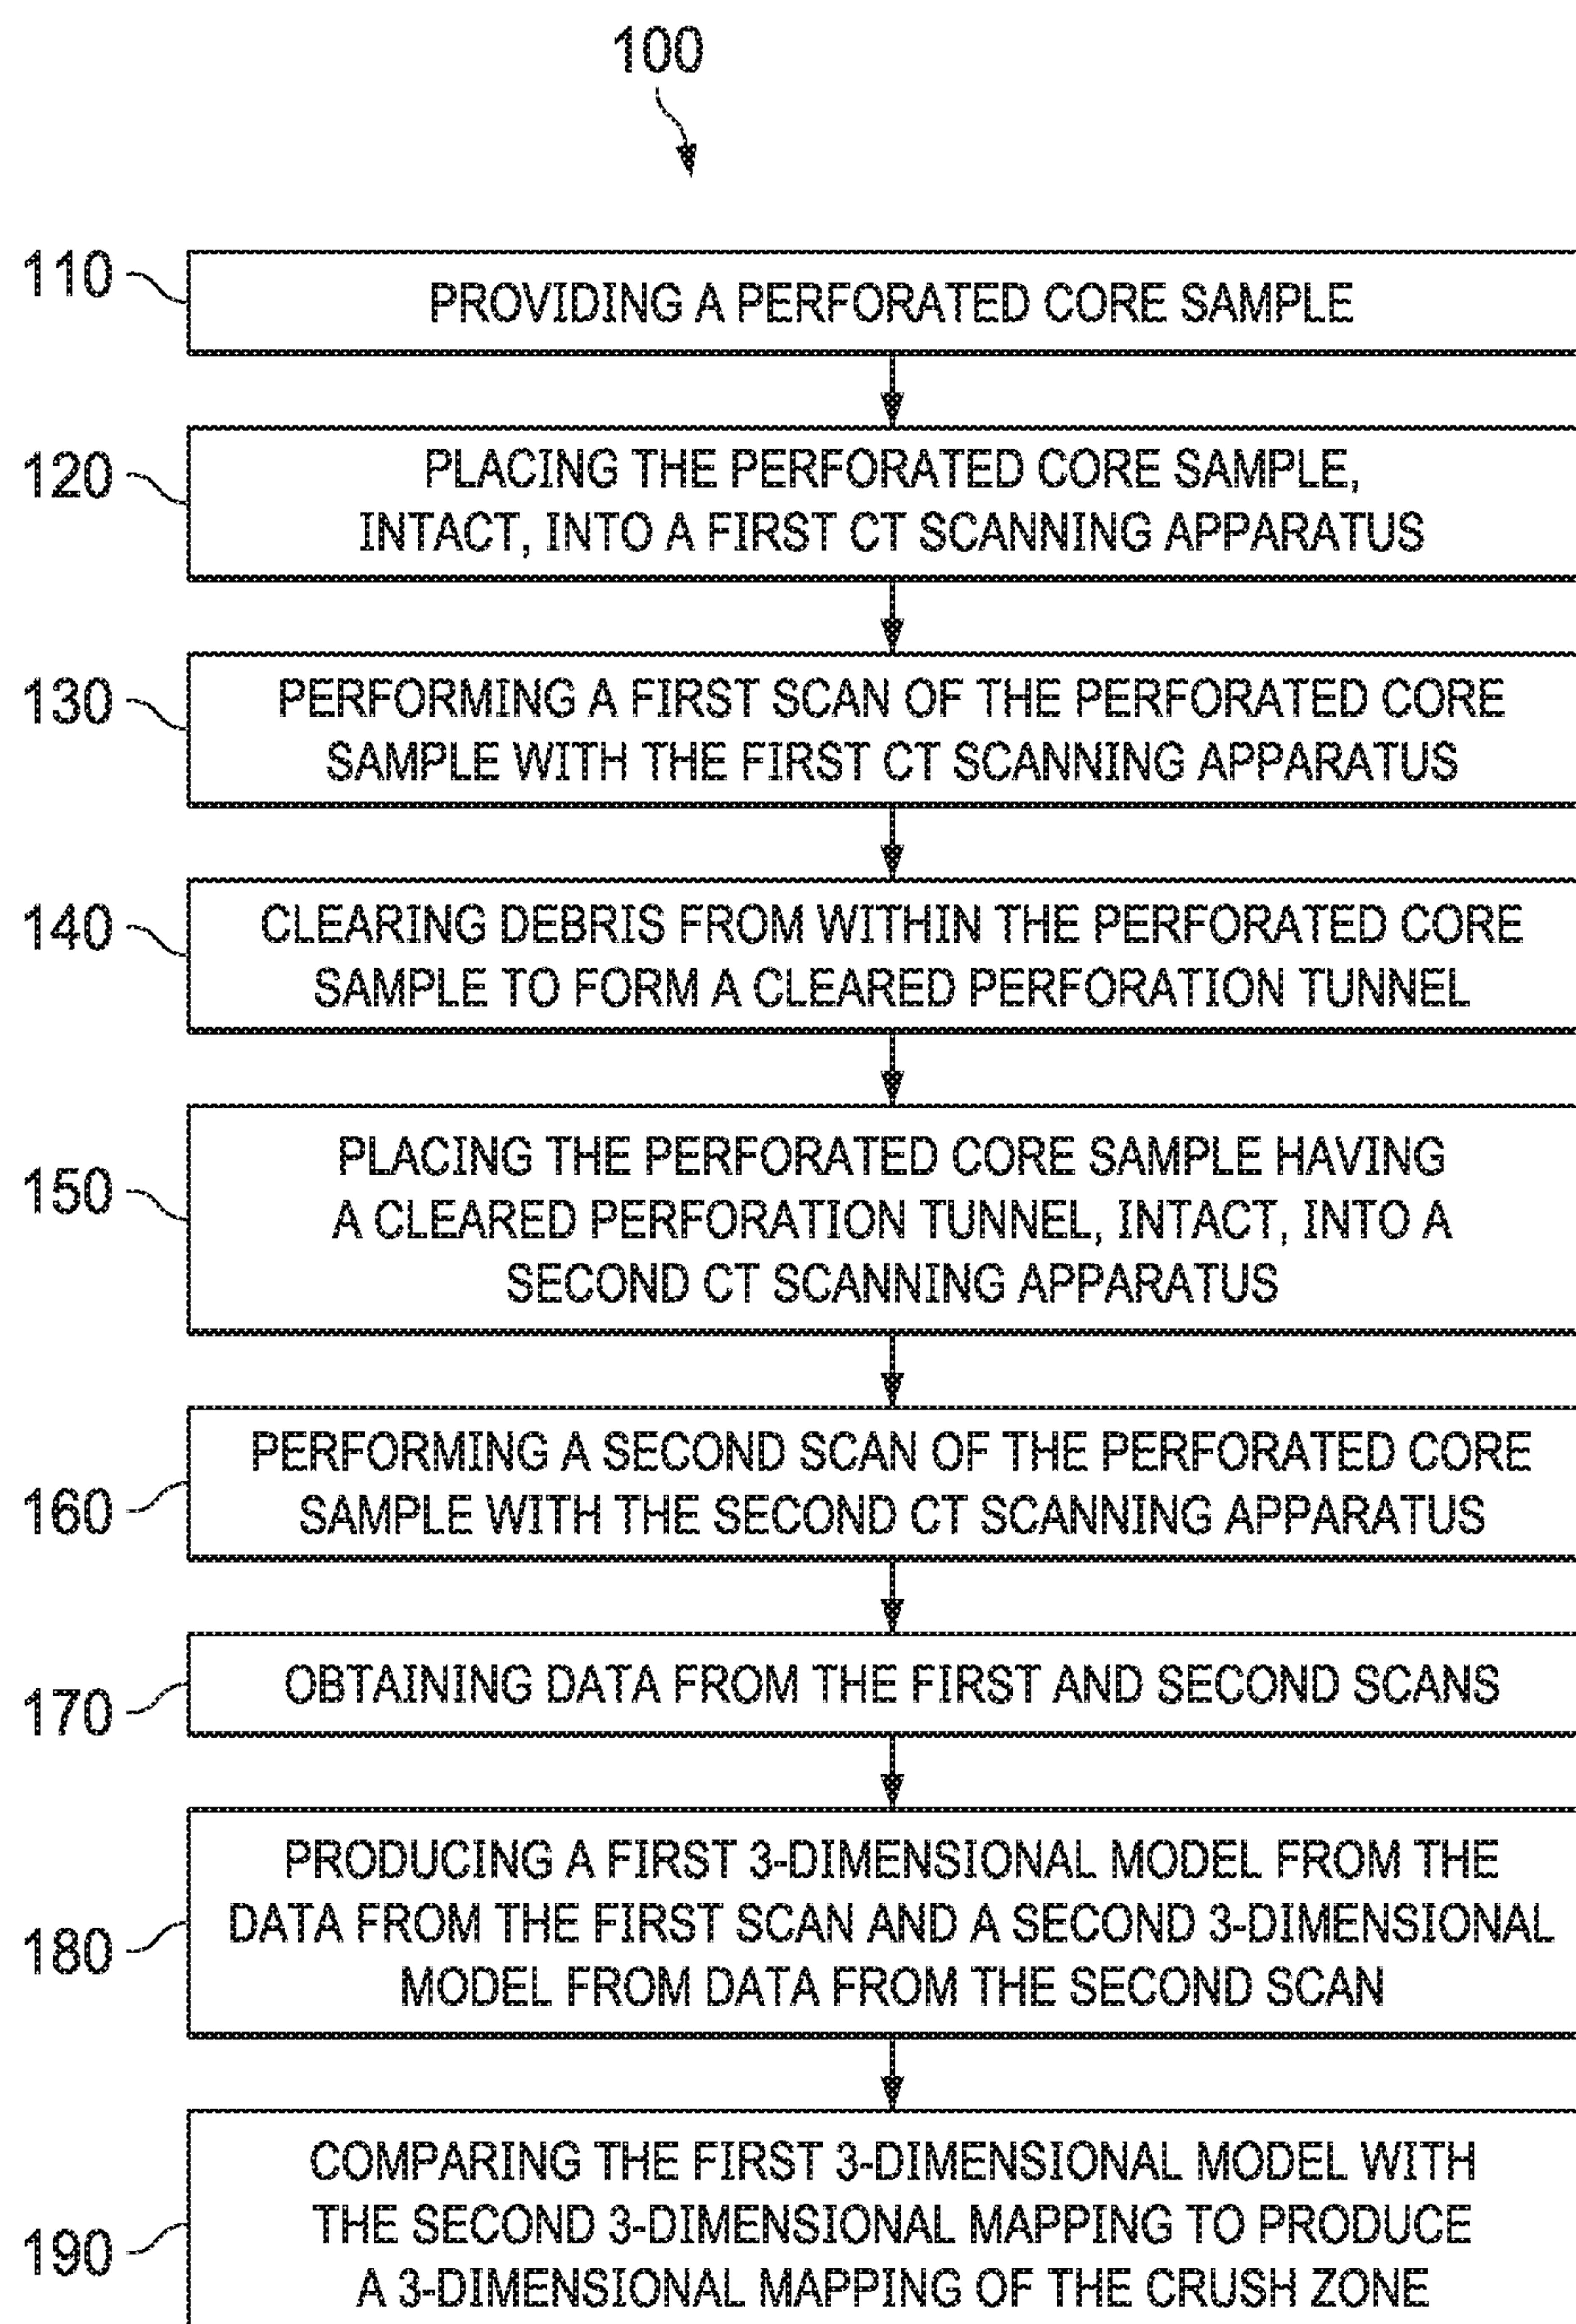 100
110
PROVIDING A PERFORATED CORE SAMPLE
120
PLACING THE PERFORATED CORE SAMPLE,
INTACT, INTO A FIRST CT SCANNING APPARATUS
130
PERFORMING A FIRST SCAN OF THE PERFORATED CORE
SAMPLE WITH THE FIRST CT SCANNING APPARATUS
140
CLEARING DEBRIS FROM WITHIN THE PERFORATED CORE
SAMPLE TO FORM A CLEARED PERFORATION TUNNEL
150
PLACING THE PERFORATED CORE SAMPLE HAVING
A CLEARED PERFORATION TUNNEL, INTACT, INTO A
SECOND CT SCANNING APPARATUS
160
PERFORMING A SECOND SCAN OF THE PERFORATED CORE
SAMPLE WITH THE SECOND CT SCANNING APPARATUS
170
OBTAINING DATA FROM THE FIRST AND SECOND SCANS
180
PRODUCING A FIRST 3-DIMENSIONAL MODEL FROM THE
DATA FROM THE FIRST SCAN AND A SECOND 3-DIMENSIONAL
MODEL FROM DATA FROM THE SECOND SCAN
190
COMPARING THE FIRST 3-DIMENSIONAL MODEL WITH
THE SECOND 3-DIMENSIONAL MAPPING TO PRODUCE
A 3-DIMENSIONAL MAPPING OF THE CRUSH ZONE